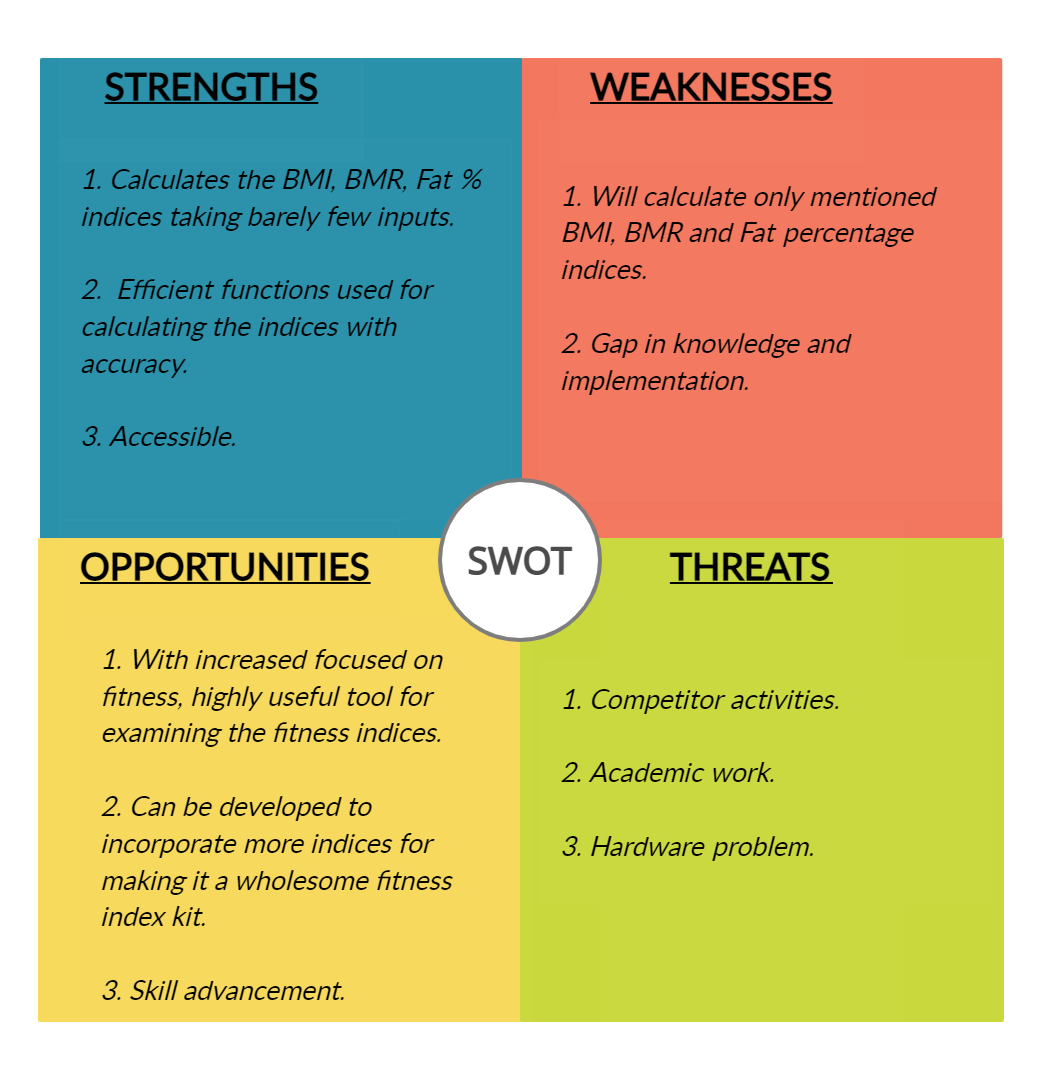 STRENGTHS
1. Calculates the BMI, BMR, Fat %
indices taking barely few inputs.
2.  Efficient functions used for
calculating the indices with
accuracy.
3. Accessible.
WEAKNESSES
1. Will calculate only mentioned
BMI, BMR and Fat percentage
indices.
2. Gap in knowledge and
implementation.
SWOT
OPPORTUNITIES
1. With increased focused on
fitness, highly useful tool for
examining the fitness indices.
2. Can be developed to
incorporate more indices for
making it a wholesome fitness
index kit.
3. Skill advancement.
THREATS
1. Competitor activities.
2. Academic work.
3. Hardware problem.